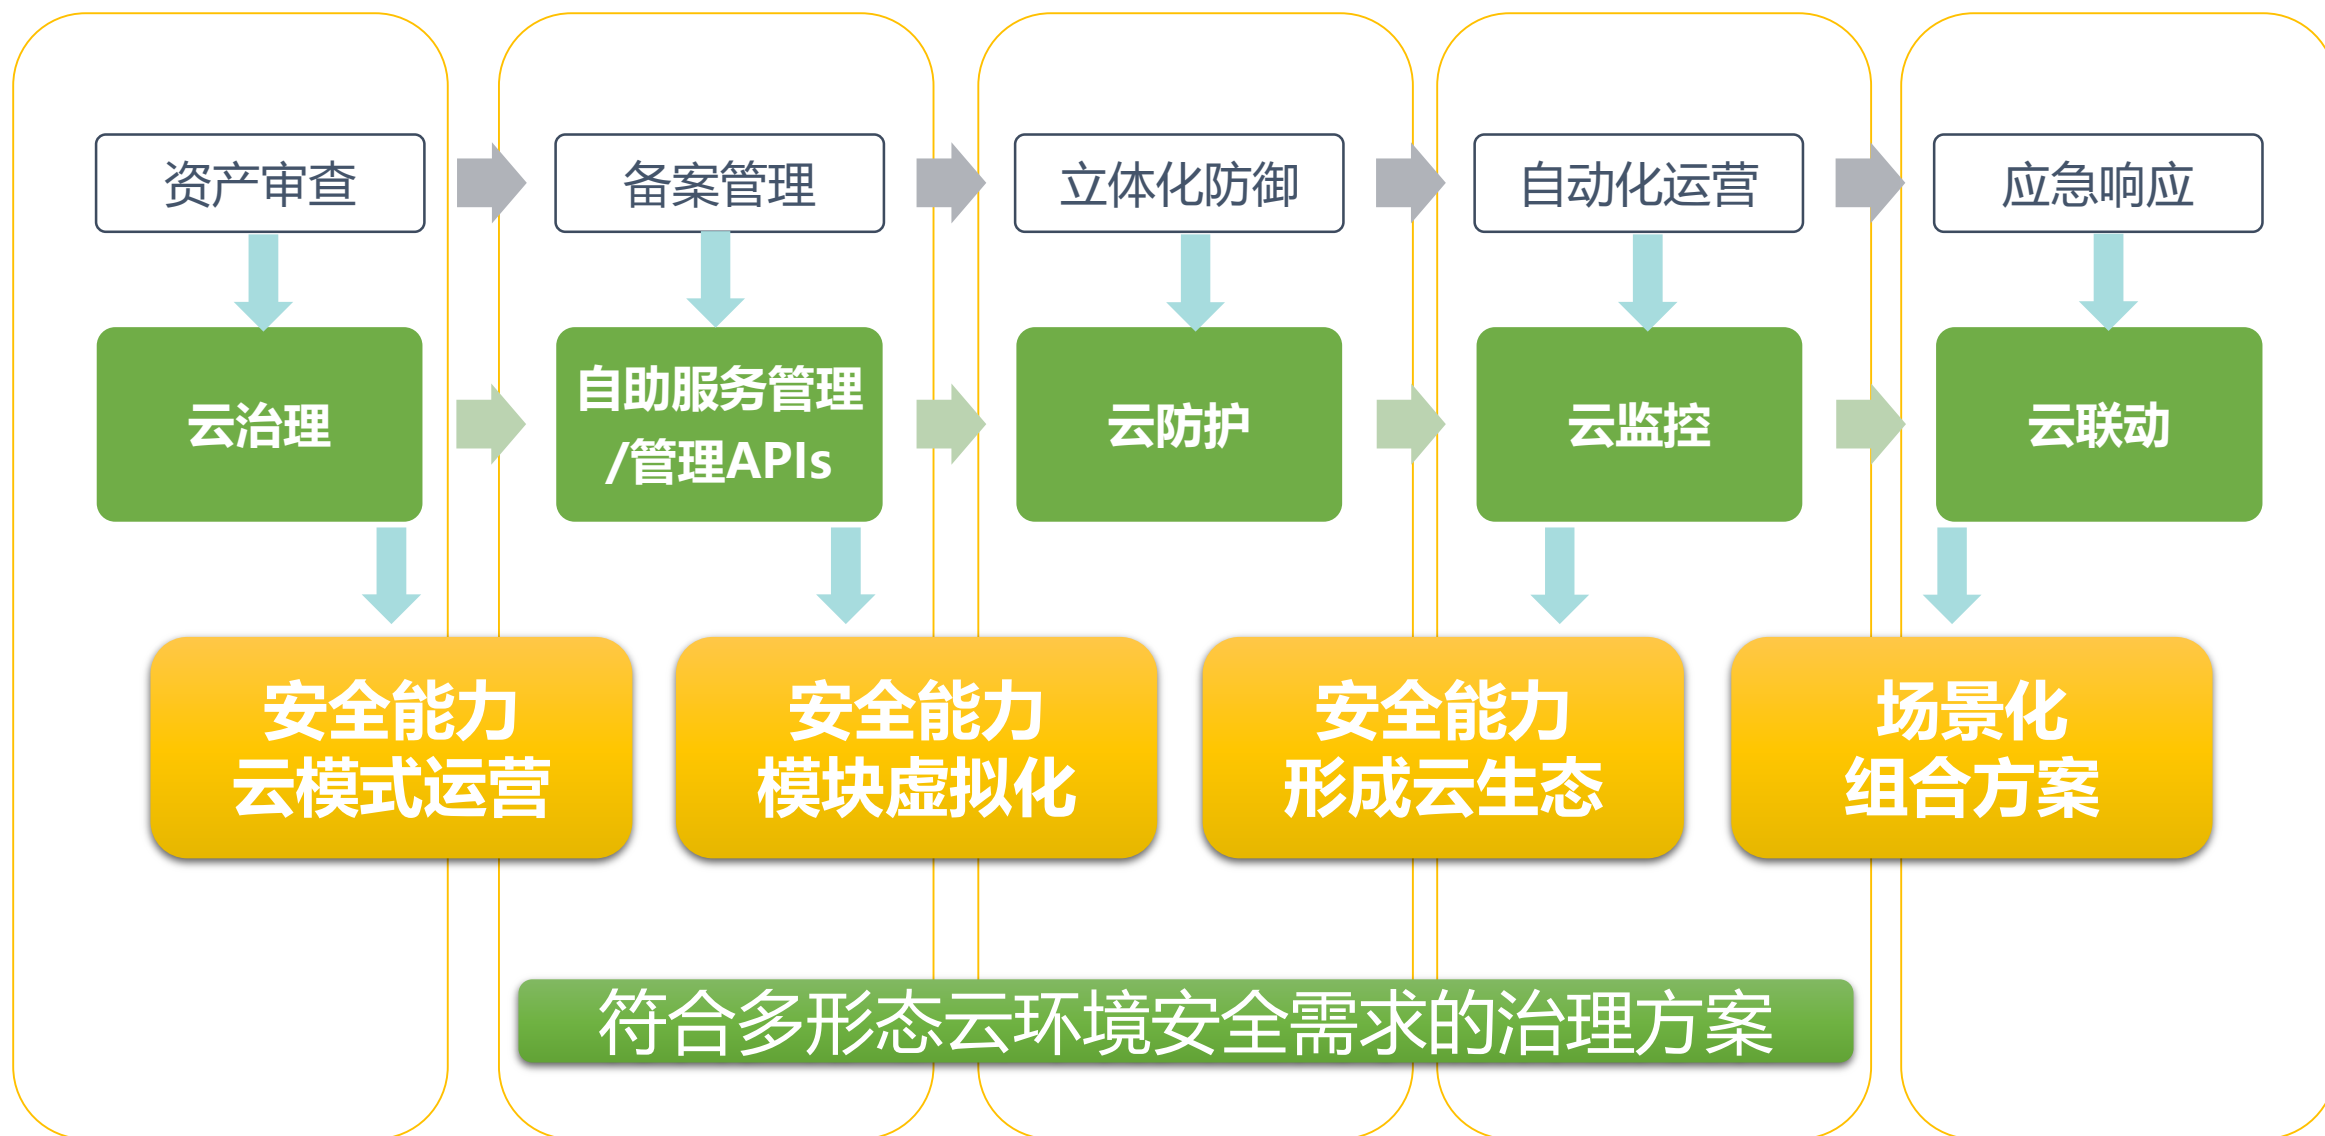 资产审查
备案管理
立体化防御
自动化运营
应急响应
云治理
自助服务管理
/管理APIs
云防护
云监控
云联动
安全能力
云模式运营
安全能力
模块虚拟化
安全能力
形成云生态
场景化
组合方案
符合多形态云环境安全需求的治理方案